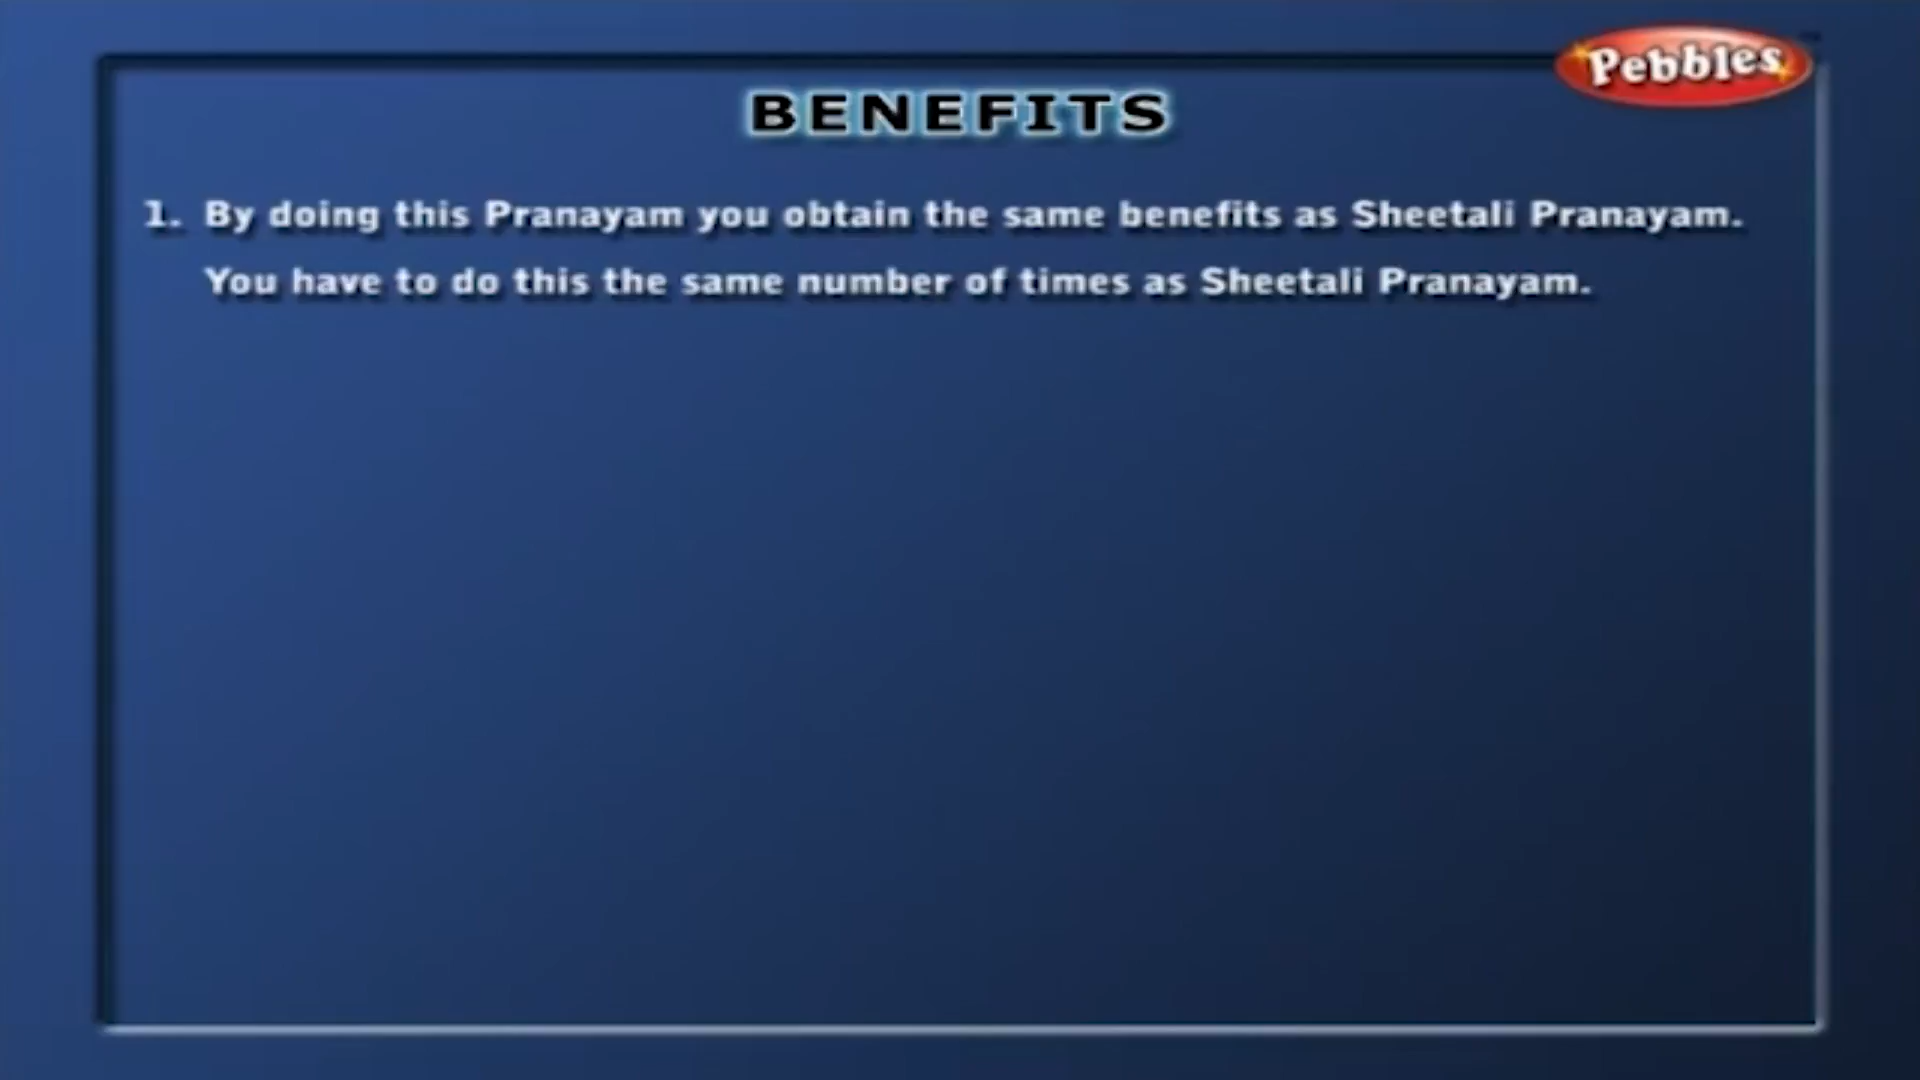 Pebbles
BENEFITS
1. By doing this Pranayam you obtain the same benefits as Sheetali Pranayam.
You have to do this the same number of times as Sheetali Pranayam.